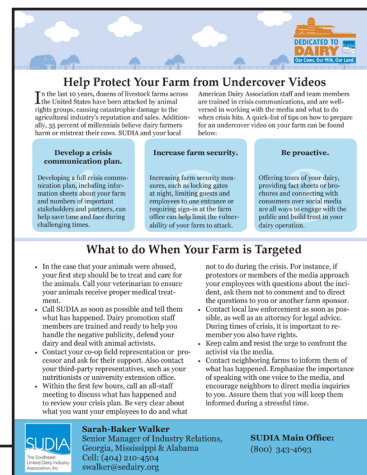 DEDICATED TO
DAIRY
Our Cows, Our Milk, Our Land.
Help Protect Your Farm from Undercover Videos
In the last 10 years, dozens of livestock farms across
the United States have been attacked by animal
rights groups, causing catastrophic damage to the
agricultural industry's reputation and sales. Addition-
ally, 35 percent of millennials believe dairy farmers
harm or mistreat their cows. SUDIA and your local
American Dairy Association staff and team members
are trained in crisis communications, and are well-
versed in working with the media and what to do
when crisis hits. A quick-list of tips on how to prepare
for an undercover video on your farm can be found
below:
Develop a crisis
communication plan.
Developing a full crisis commu-
nication plan, including infor-
mation sheets about your farm
and numbers of important
stakeholders and partners, can
help save time and face during
challenging times.
Increase farm security.
Increasing farm security mea-
sures, such as locking gates
at night, limiting guests and
employees to one entrance or
requiring sign-in at the farm
office can help limit the vulner-
ability of your farm to attack.
Be proactive.
Offering tours of your dairy,
providing fact sheets or bro-
chures and connecting with
consumers over social media
are all ways to engage with the
public and build trust in your
dairy operation.
What to do When Your Farm is Targeted
• In the case that your animals were abused,
your first step should be to treat and care for
the animals. Call your veterinarian to ensure
your animals receive proper medical treat-
ment.
• Call SUDIA as soon as possible and tell them
what has happened. Dairy promotion staff
members are trained and ready to help you
handle the negative publicity, defend your
dairy and deal with animal activists.
• Contact your co-op field representation or pro-
cessor and ask for their support. Also contact
your third-party representatives, such as your
nutritionists or university extension office.
• Within the first few hours, call an all-staff
meeting to discuss what has happened and
to review your crisis plan. Be very clear about
what you want your employees to do and what
not to do during the crisis. For instance, if
protestors or members of the media approach
your employees with questions about the inci-
dent, ask them not to comment and to direct
the questions to you or another farm sponsor.
• Contact local law enforcement as soon as pos-
sible, as well as an attorney for legal advice.
During times of crisis, it is important to re-
member you also have rights.
• Keep calm and resist the urge to confront the
activist via the media.
• Contact neighboring farms to inform them of
what has happened. Emphasize the importance
of speaking with one voice to the media, and
encourage neighbors to direct media inquiries
to you. Assure them that you will keep them
informed during a stressful time.
SUDIA
The Southeast
United Dairy Industry
Association, Inc.
Sarah-Baker Walker
Senior Manager of Industry Relations,
Georgia, Mississippi & Alabama
Cell: (404) 210-4504
swalker@sedairy.org
SUDIA Main Office:
(800) 343-4693